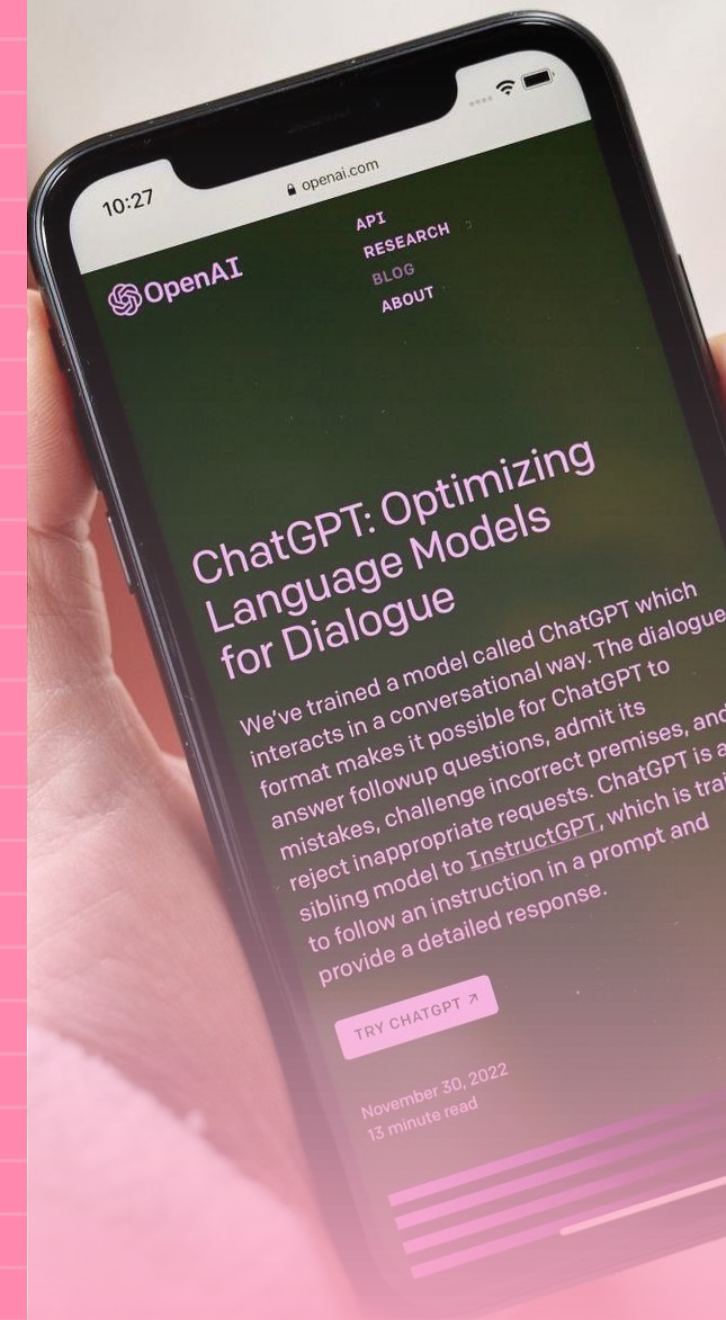 10:27
openai.com
OpenAI
API
RESEARCH
BLOG
ABOUT
ChatGPT: Optimizing
Language Models
for Dialogue
We've trained a model called ChatGPT which
interacts in a conversational way. The dialogue
format makes it possible for ChatGPT to
answer followup questions, admit its
mistakes, challenge incorrect premises, and
reject inappropriate requests. ChatGPT is a
sibling model to InstructGPT, which is
to follow an instruction in a prompt and
provide a detailed response.
TRY CHATGPT ↗
November 30, 2022
13 minute read